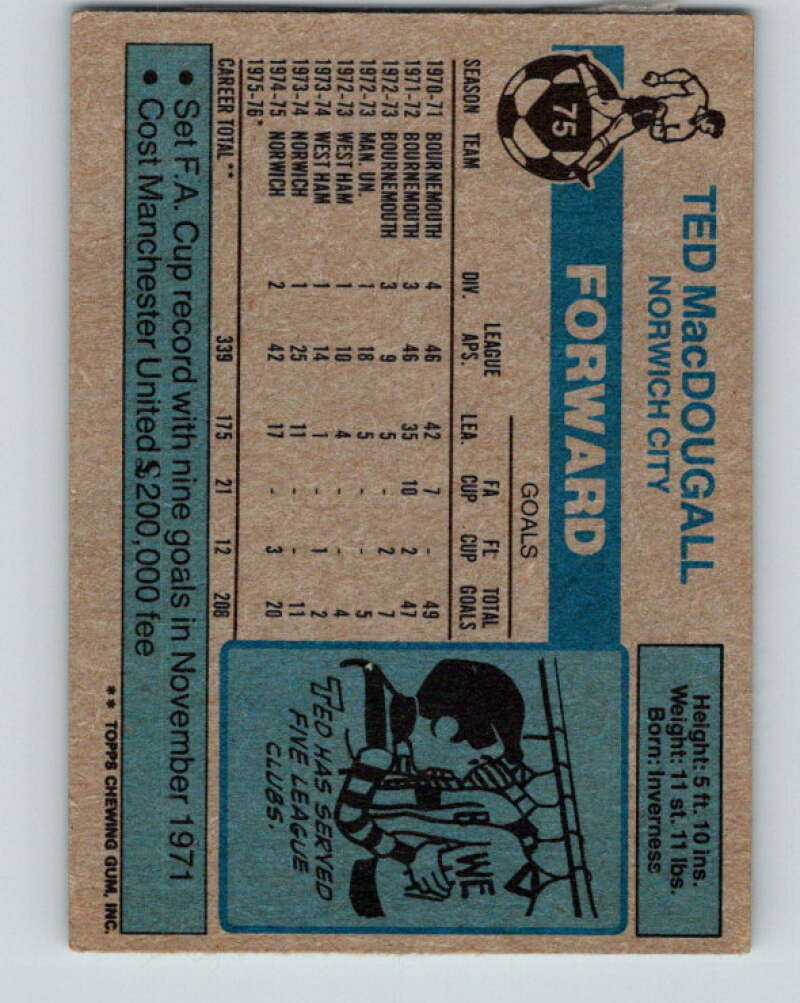 75
TED MacDOUGALL
NORWICH CITY
FORWARD
Height: 5 ft. 10 ins.
Weight: 11 st. 11 lbs.
Born: Inverness
GOALS
LEAGUE FA FL TOTAL
SEASON TEAM DIV. APS. LEA. CUP CUP GOALS
1970-71 BOURNEMOUTH 4 46 42 7 - 49
1971-72 BOURNEMOUTH 3 46 35 10 2 47
1972-73 BOURNEMOUTH 3 9 5 - 2 7
1972-73 MAN. UN. 1 18 5 - - 5
1972-73 WEST HAM 1 10 4 - - 4
1973-74 WEST HAM 1 14 1 - 1 2
1973-74 NORWICH 1 25 11 - - 11
1974-75 NORWICH 2 42 17 - 3 20
1975-76*
CAREER TOTAL** 339 175 21 12 208
WE
TED HAS SERVED
FIVE LEAGUE
CLUBS.
• Set F.A. Cup record with nine goals in November 1971
• Cost Manchester United £200,000 fee
** TOPPS CHEWING GUM, INC.